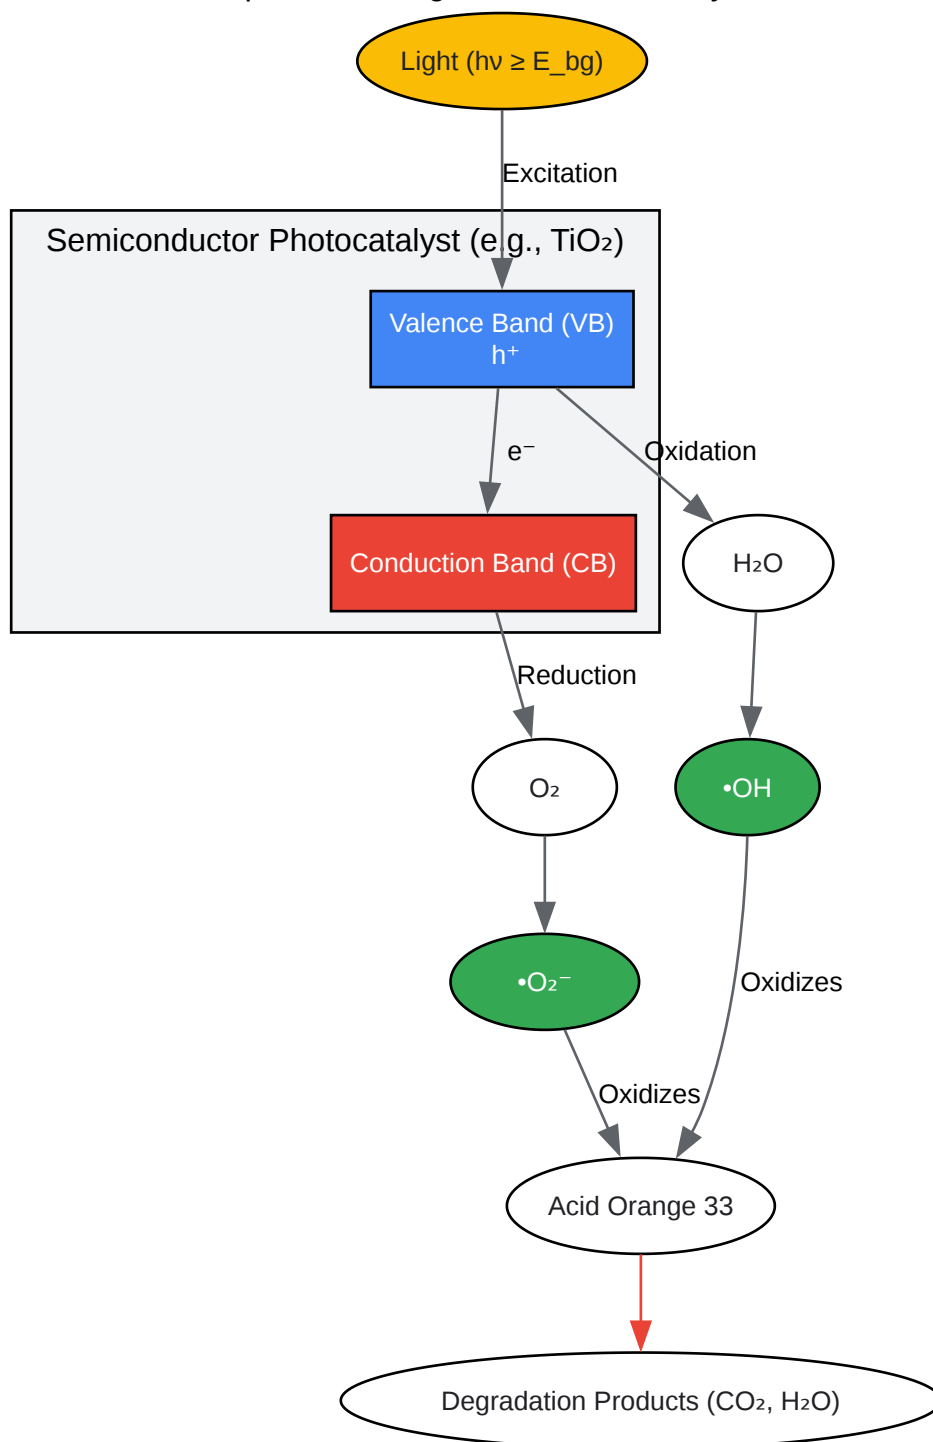 Light (hν ≥ E_bg)
Excitation
Semiconductor Photocatalyst (e.g., TiO₂)
Valence Band (VB)
h⁺
e⁻
Oxidation
Conduction Band (CB)
H₂O
Reduction
O₂
•OH
•O₂⁻
Oxidizes
Oxidizes
Acid Orange 33
Degradation Products (CO₂, H₂O)